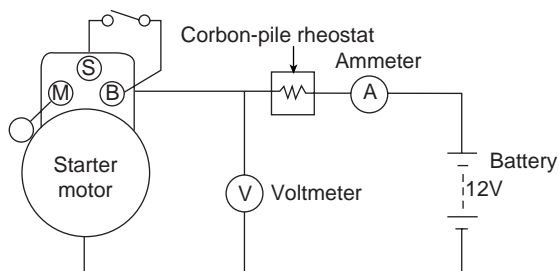 Corbon-pile rheostat
Ammeter
S
M
B
A
Starter
motor
V
Voltmeter
Battery
12V